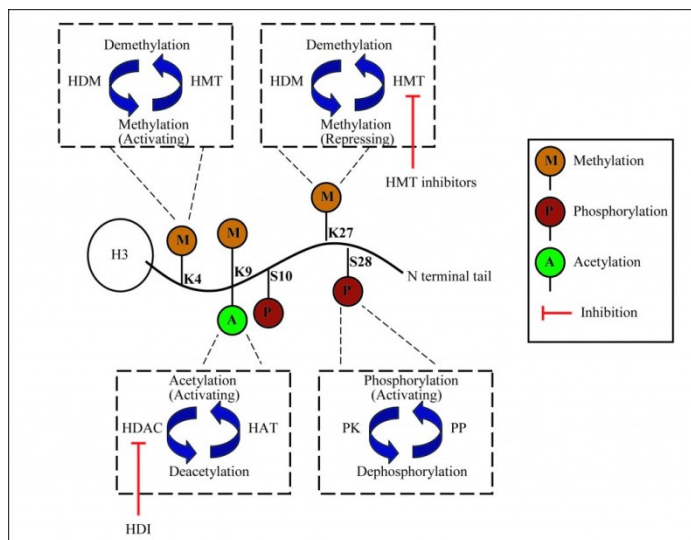 Demethylation
HDM HMT
Methylation
(Activating)
Demethylation
HDM HMT
Methylation
(Repressing)
HMT inhibitors
M Methylation
P Phosphorylation
A Acetylation
Inhibition
H3
M
K4
M
K9
A
S10
P
M
K27
S28
P
N terminal tail
Acetylation
(Activating)
HDAC HAT
Deacetylation
HDI
Phosphorylation
(Activating)
PK PP
Dephosphorylation